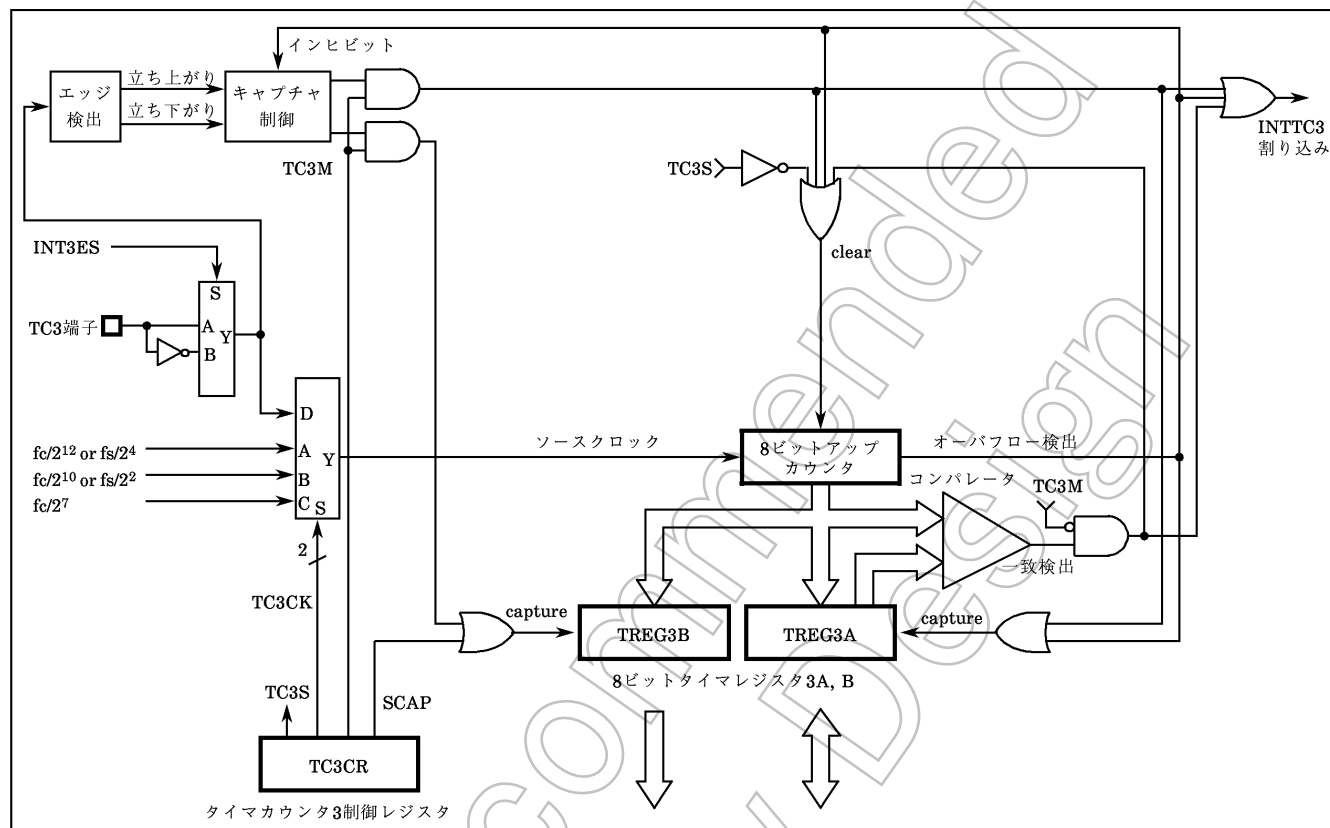 インヒビット
エッジ
検出
立ち上がり
立ち下がり
キャプチャ
制御
TC3M
TC3S
INTTC3
割り込み
clear
INT3ES
S
TC3端子
A
Y
B
D
fc/2¹² or fs/2⁴
A
Y
fc/2¹⁰ or fs/2²
B
fc/2⁷
C
S
ソースクロック
8ビットアップ
カウンタ
オーバフロー検出
コンパレータ
TC3M
一致検出
2
TC3CK
capture
TREG3B
TREG3A
capture
8ビットタイマレジスタ3A, B
TC3S
SCAP
TC3CR
タイマカウンタ3制御レジスタ
commended
Design